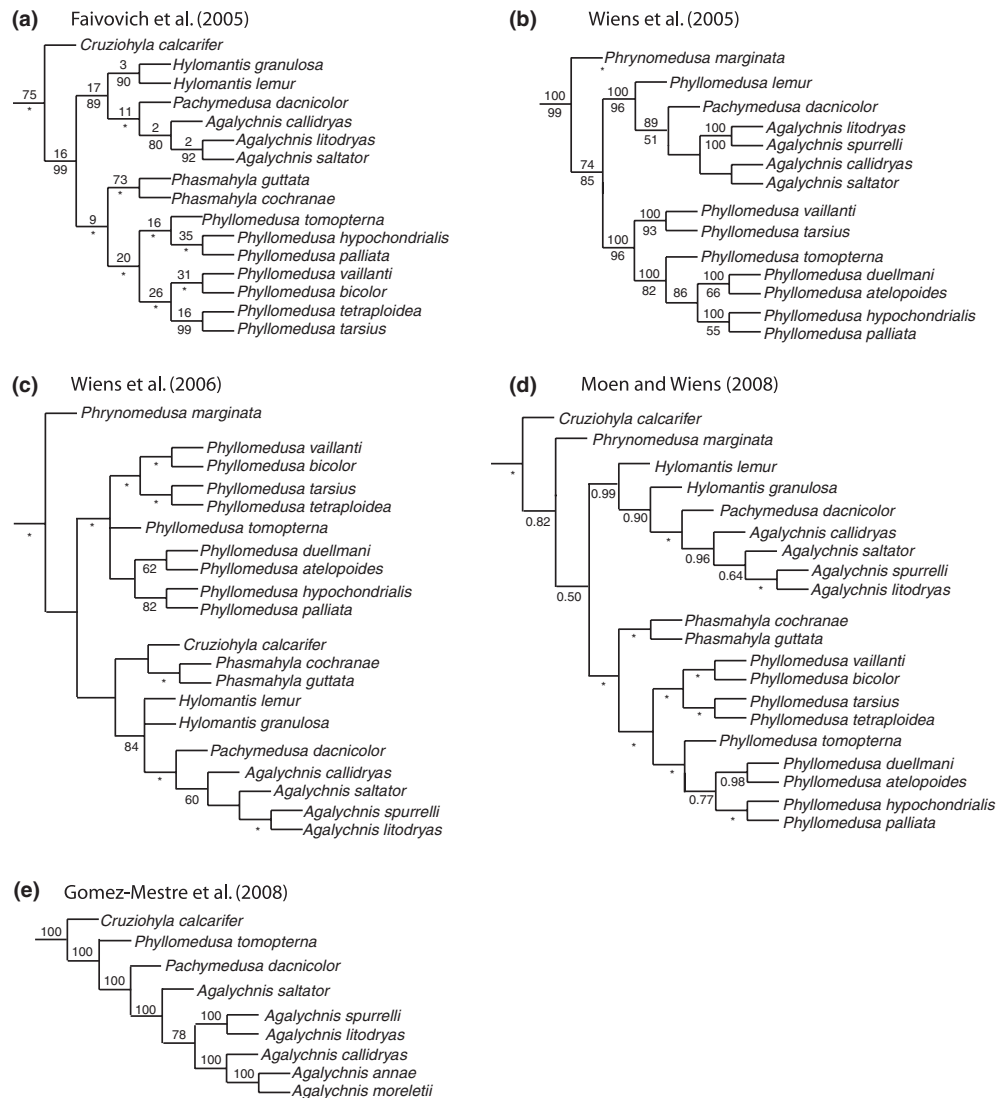 (a) Faivovich et al. (2005)
Cruziohyla calcarifer
3
Hylomantis granulosa
75
*
17
89
90
Hylomantis lemur
11
*
Pachymedusa dacnicolor
2
80
Agalychnis callidryas
2
92
Agalychnis litodryas
Agalychnis saltator
16
99
73
*
Phasmahyla guttata
Phasmahyla cochranae
9
*
16
*
Phyllomedusa tomopterna
35
*
Phyllomedusa hypochondrialis
Phyllomedusa palliata
20
*
31
*
Phyllomedusa vaillanti
Phyllomedusa bicolor
26
*
16
99
Phyllomedusa tetraploidea
Phyllomedusa tarsius
(b) Wiens et al. (2005)
Phrynomedusa marginata
*
100
99
100
96
Phyllomedusa lemur
89
51
Pachymedusa dacnicolor
100
100
Agalychnis litodryas
Agalychnis spurrelli
Agalychnis callidryas
Agalychnis saltator
74
85
100
93
Phyllomedusa vaillanti
Phyllomedusa tarsius
100
96
Phyllomedusa tomopterna
100
82
86
100
66
Phyllomedusa duellmani
Phyllomedusa atelopoides
100
55
Phyllomedusa hypochondrialis
Phyllomedusa palliata
(c) Wiens et al. (2006)
Phrynomedusa marginata
Phyllomedusa vaillanti
*
Phyllomedusa bicolor
*
Phyllomedusa tarsius
*
Phyllomedusa tetraploidea
*
Phyllomedusa tomopterna
Phyllomedusa duellmani
62
Phyllomedusa atelopoides
*
Phyllomedusa hypochondrialis
82
Phyllomedusa palliata
Cruziohyla calcarifer
Phasmahyla cochranae
*
Phasmahyla guttata
Hylomantis lemur
Hylomantis granulosa
84
Pachymedusa dacnicolor
*
Agalychnis callidryas
60
Agalychnis saltator
Agalychnis spurrelli
*
Agalychnis litodryas
(d) Moen and Wiens (2008)
Cruziohyla calcarifer
Phrynomedusa marginata
*
Hylomantis lemur
0.99
Hylomantis granulosa
0.82
0.90
Pachymedusa dacnicolor
*
Agalychnis callidryas
0.96
Agalychnis saltator
0.64
Agalychnis spurrelli
*
Agalychnis litodryas
0.50
Phasmahyla cochranae
*
Phasmahyla guttata
Phyllomedusa vaillanti
*
Phyllomedusa bicolor
*
Phyllomedusa tarsius
*
Phyllomedusa tetraploidea
*
Phyllomedusa tomopterna
*
Phyllomedusa duellmani
0.98
Phyllomedusa atelopoides
0.77
Phyllomedusa hypochondrialis
*
Phyllomedusa palliata
(e) Gomez-Mestre et al. (2008)
Cruziohyla calcarifer
100
Phyllomedusa tomopterna
100
Pachymedusa dacnicolor
100
Agalychnis saltator
100
100
Agalychnis spurrelli
78
Agalychnis litodryas
Agalychnis callidryas
100
Agalychnis annae
100
Agalychnis moreletii